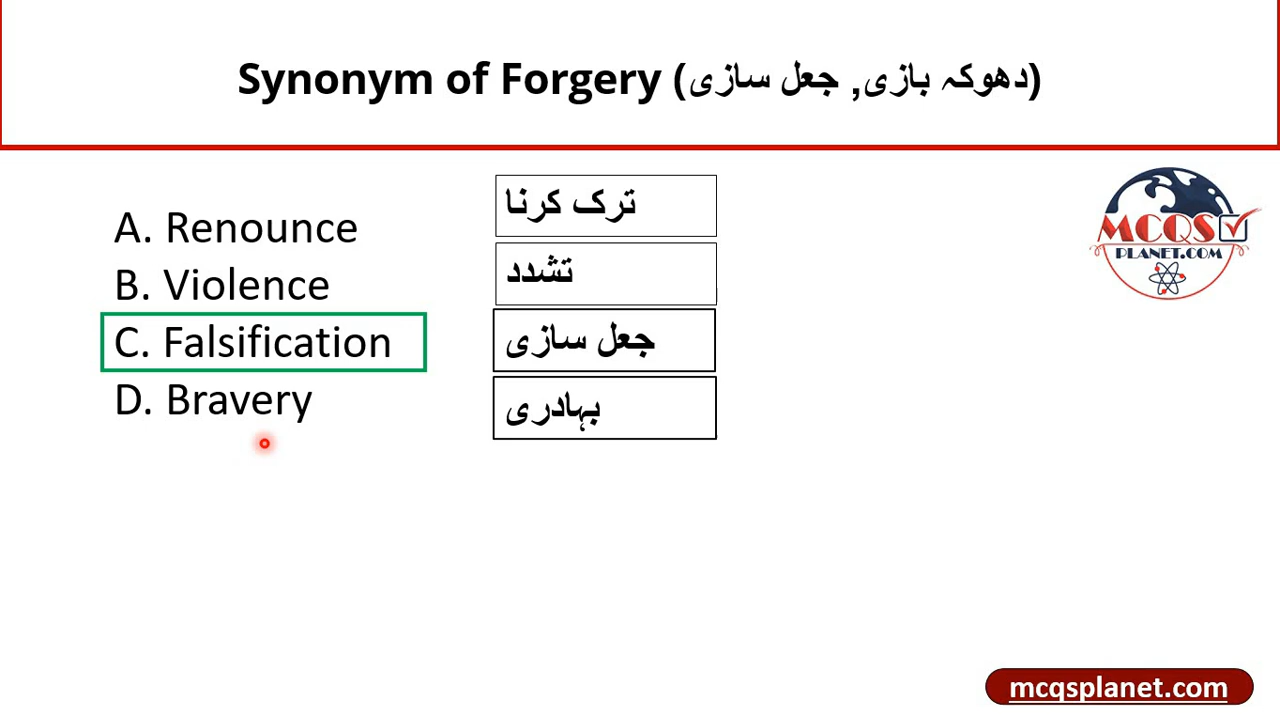 Synonym of Forgery (دھوکہ بازی, جعل سازی)
A. Renounce
ترک کرنا
B. Violence
تشدد
C. Falsification
جعل سازی
D. Bravery
بہادری
MCQS
PLANET.COM
mcqsplanet.com